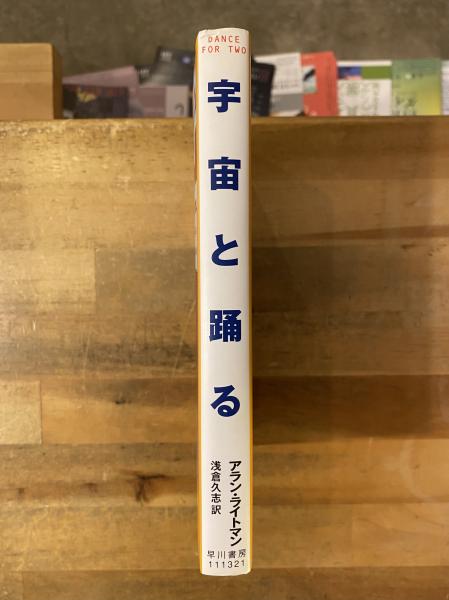 DANCE
FOR TWO
宇宙と踊る
アラン・ライトマン
浅倉久志訳
早川書房
111321